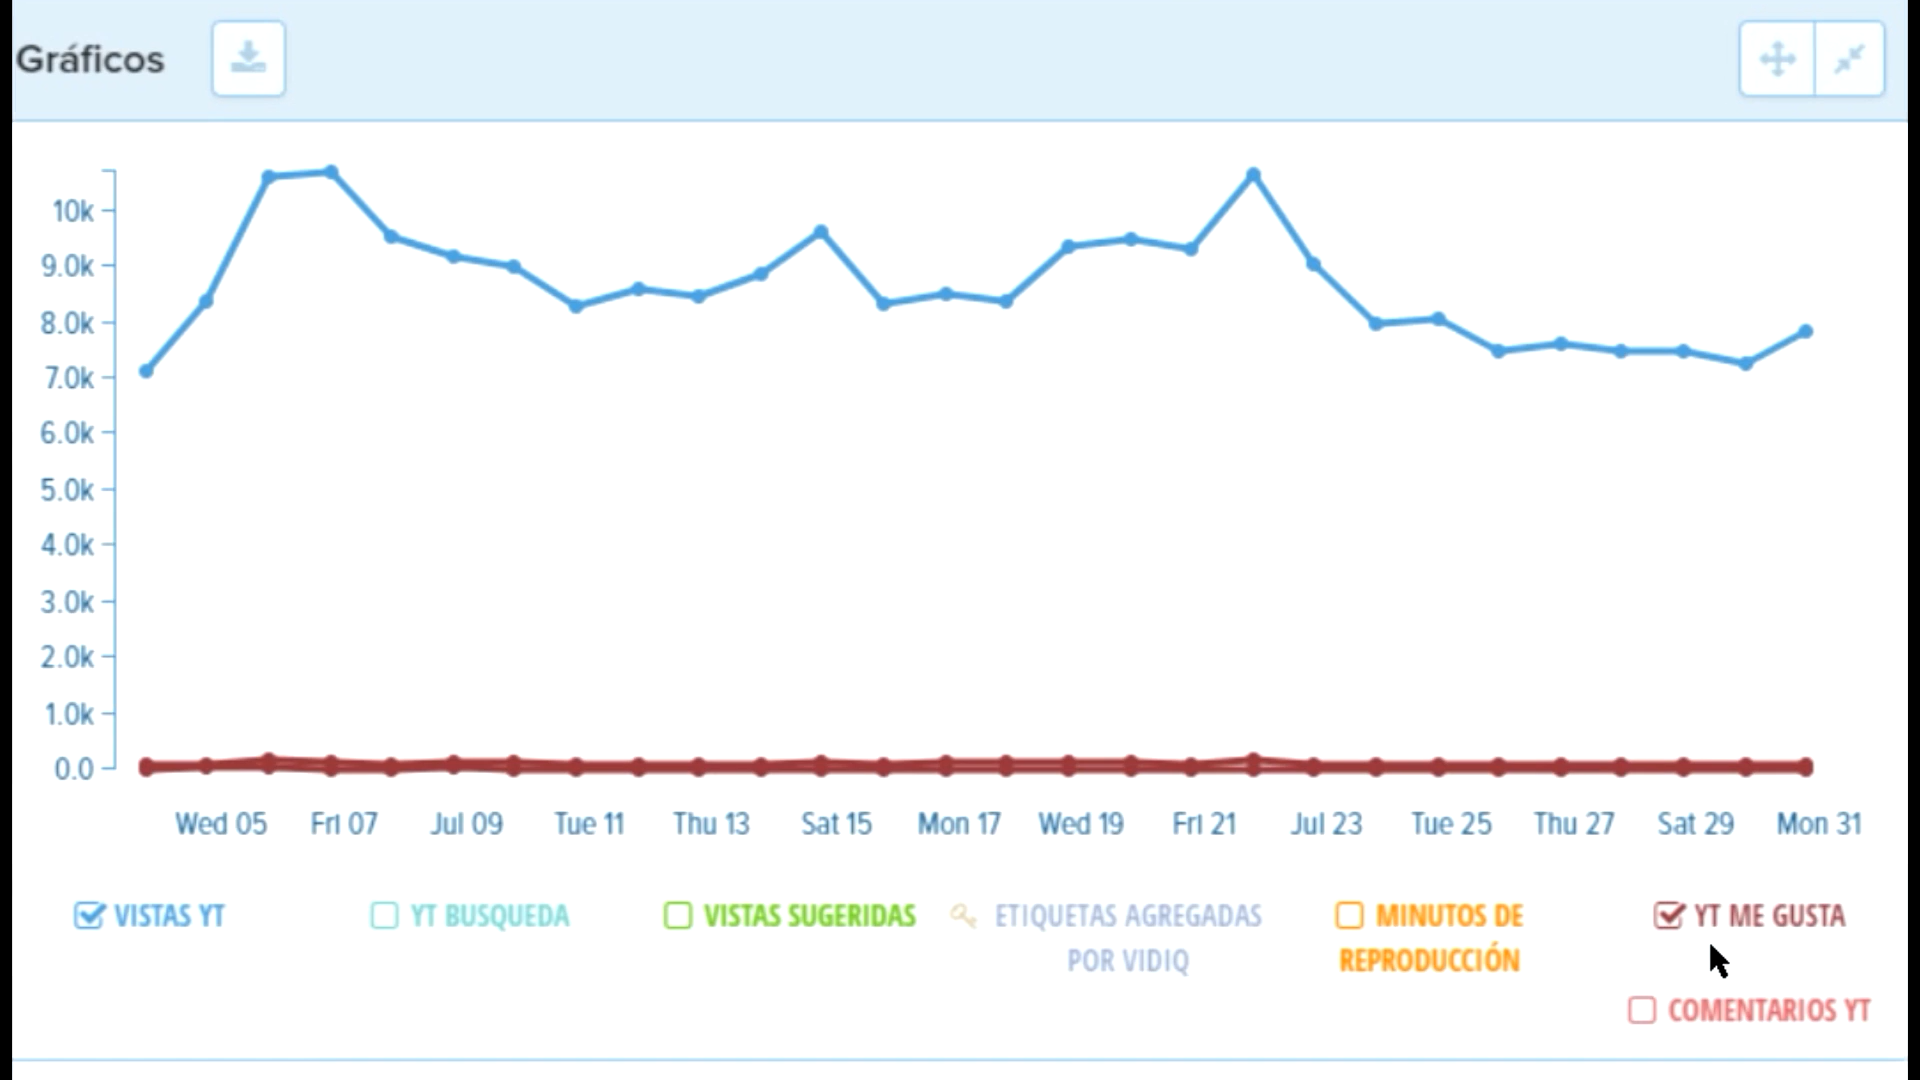 Gráficos
10k
9.0k
8.0k
7.0k
6.0k
5.0k
4.0k
3.0k
2.0k
1.0k
0.0
Wed 05 Fri 07 Jul 09 Tue 11 Thu 13 Sat 15 Mon 17 Wed 19 Fri 21 Jul 23 Tue 25 Thu 27 Sat 29 Mon 31
VISTAS YT YT BUSQUEDA VISTAS SUGERIDAS ETIQUETAS AGREGADAS MINUTOS DE YT ME GUSTA
POR VIDIQ REPRODUCCIÓN
COMENTARIOS YT